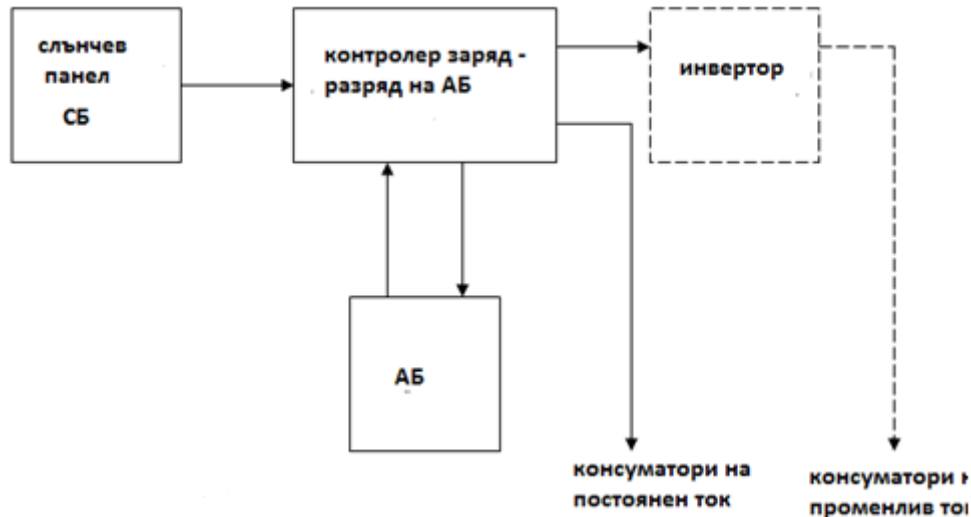 слънчев
панел
СБ
контролер заряд -
разряд на АБ
инвертор
АБ
консуматори на
постоянен ток
консуматори
променлив